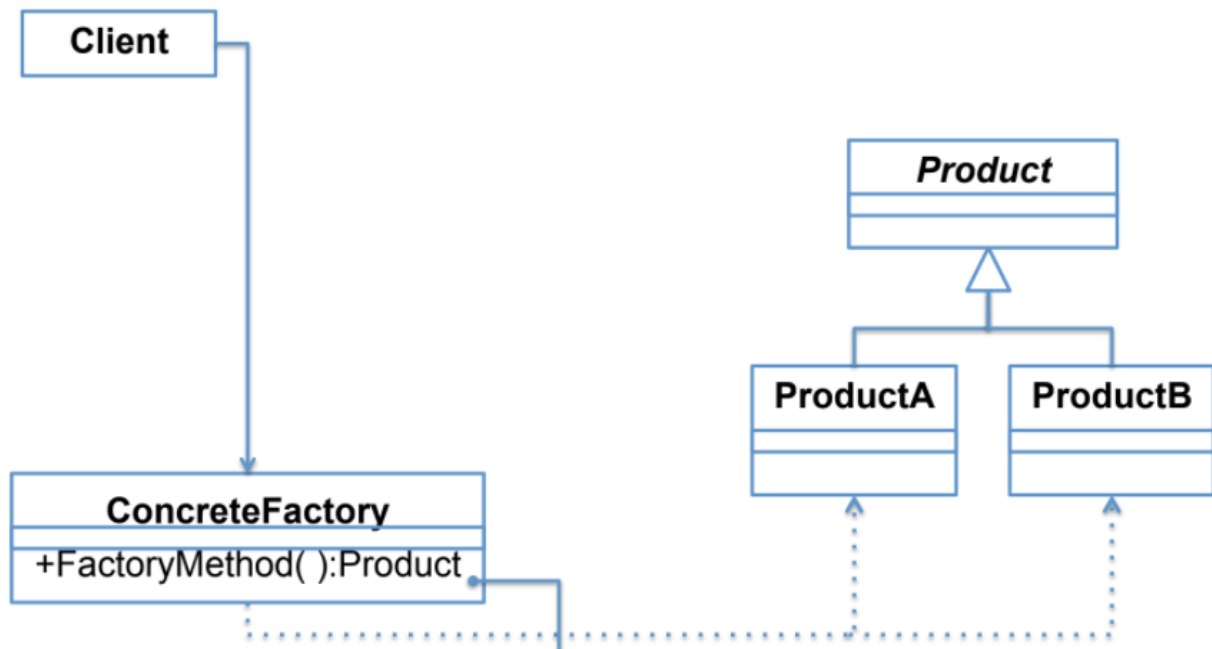 Client
Product
ProductA
ProductB
ConcreteFactory
+FactoryMethod( ):Product